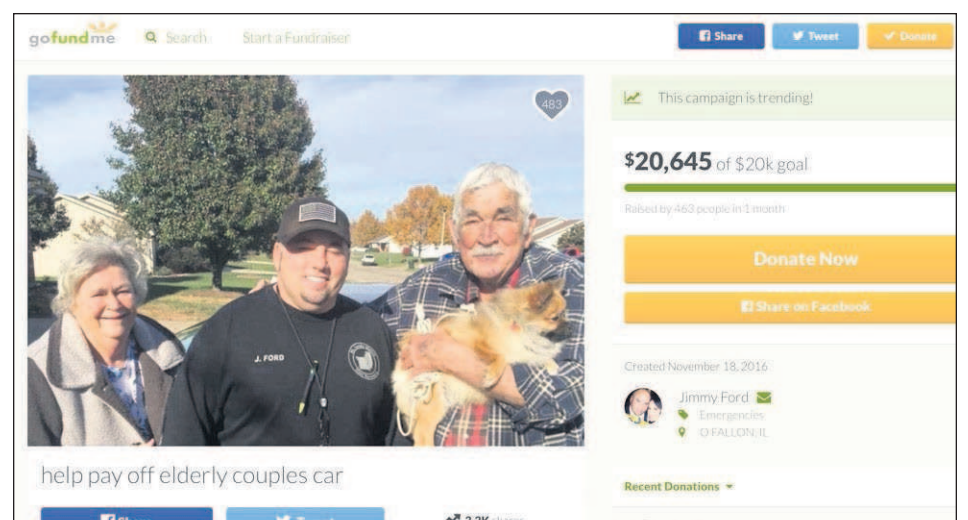 gofundme
Search
Start a Fundraiser
Share
Tweet
Donate
483
J. FORD
This campaign is trending!
$20,645 of $20k goal
Raised by 463 people in 1 month
Donate Now
Share on Facebook
Created November 18, 2016
Jimmy Ford
Emergencies
O FALLON, IL
help pay off elderly couples car
Recent Donations